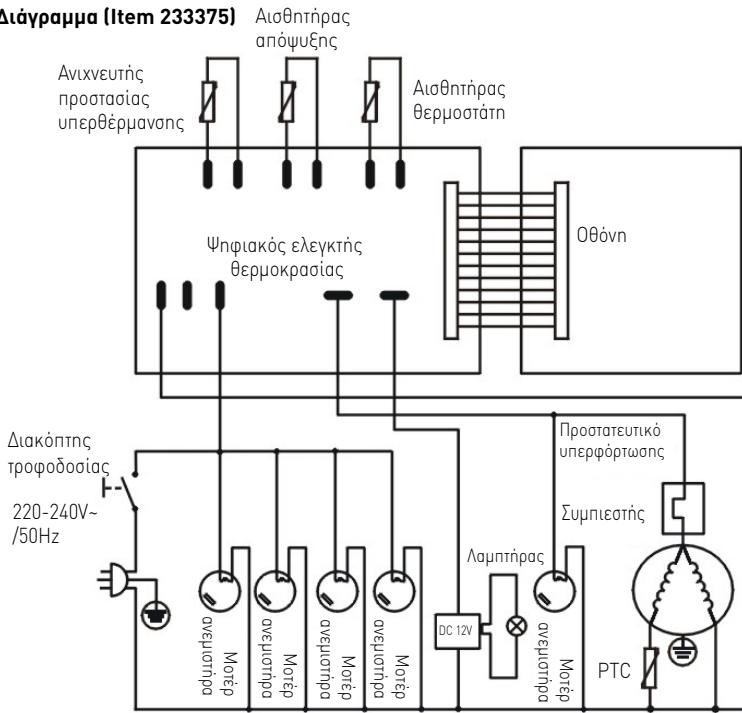 Διάγραμμα (Item 233375)
Αισθητήρας
απόψυξης
Ανιχνευτής
προστασίας
υπερθέρμανσης
Αισθητήρας
θερμοστάτη
Ψηφιακός ελεγκτής
θερμοκρασίας
Οθόνη
Διακόπτης
τροφοδοσίας
220-240V~
/50Hz
Προστατευτικό
υπερφόρτωσης
Συμπιεστής
Λαμπτήρας
DC 12V
PTC
Μοτέρ
ανεμιστήρα
Μοτέρ
ανεμιστήρα
Μοτέρ
ανεμιστήρα
Μοτέρ
ανεμιστήρα
Μοτέρ
ανεμιστήρα